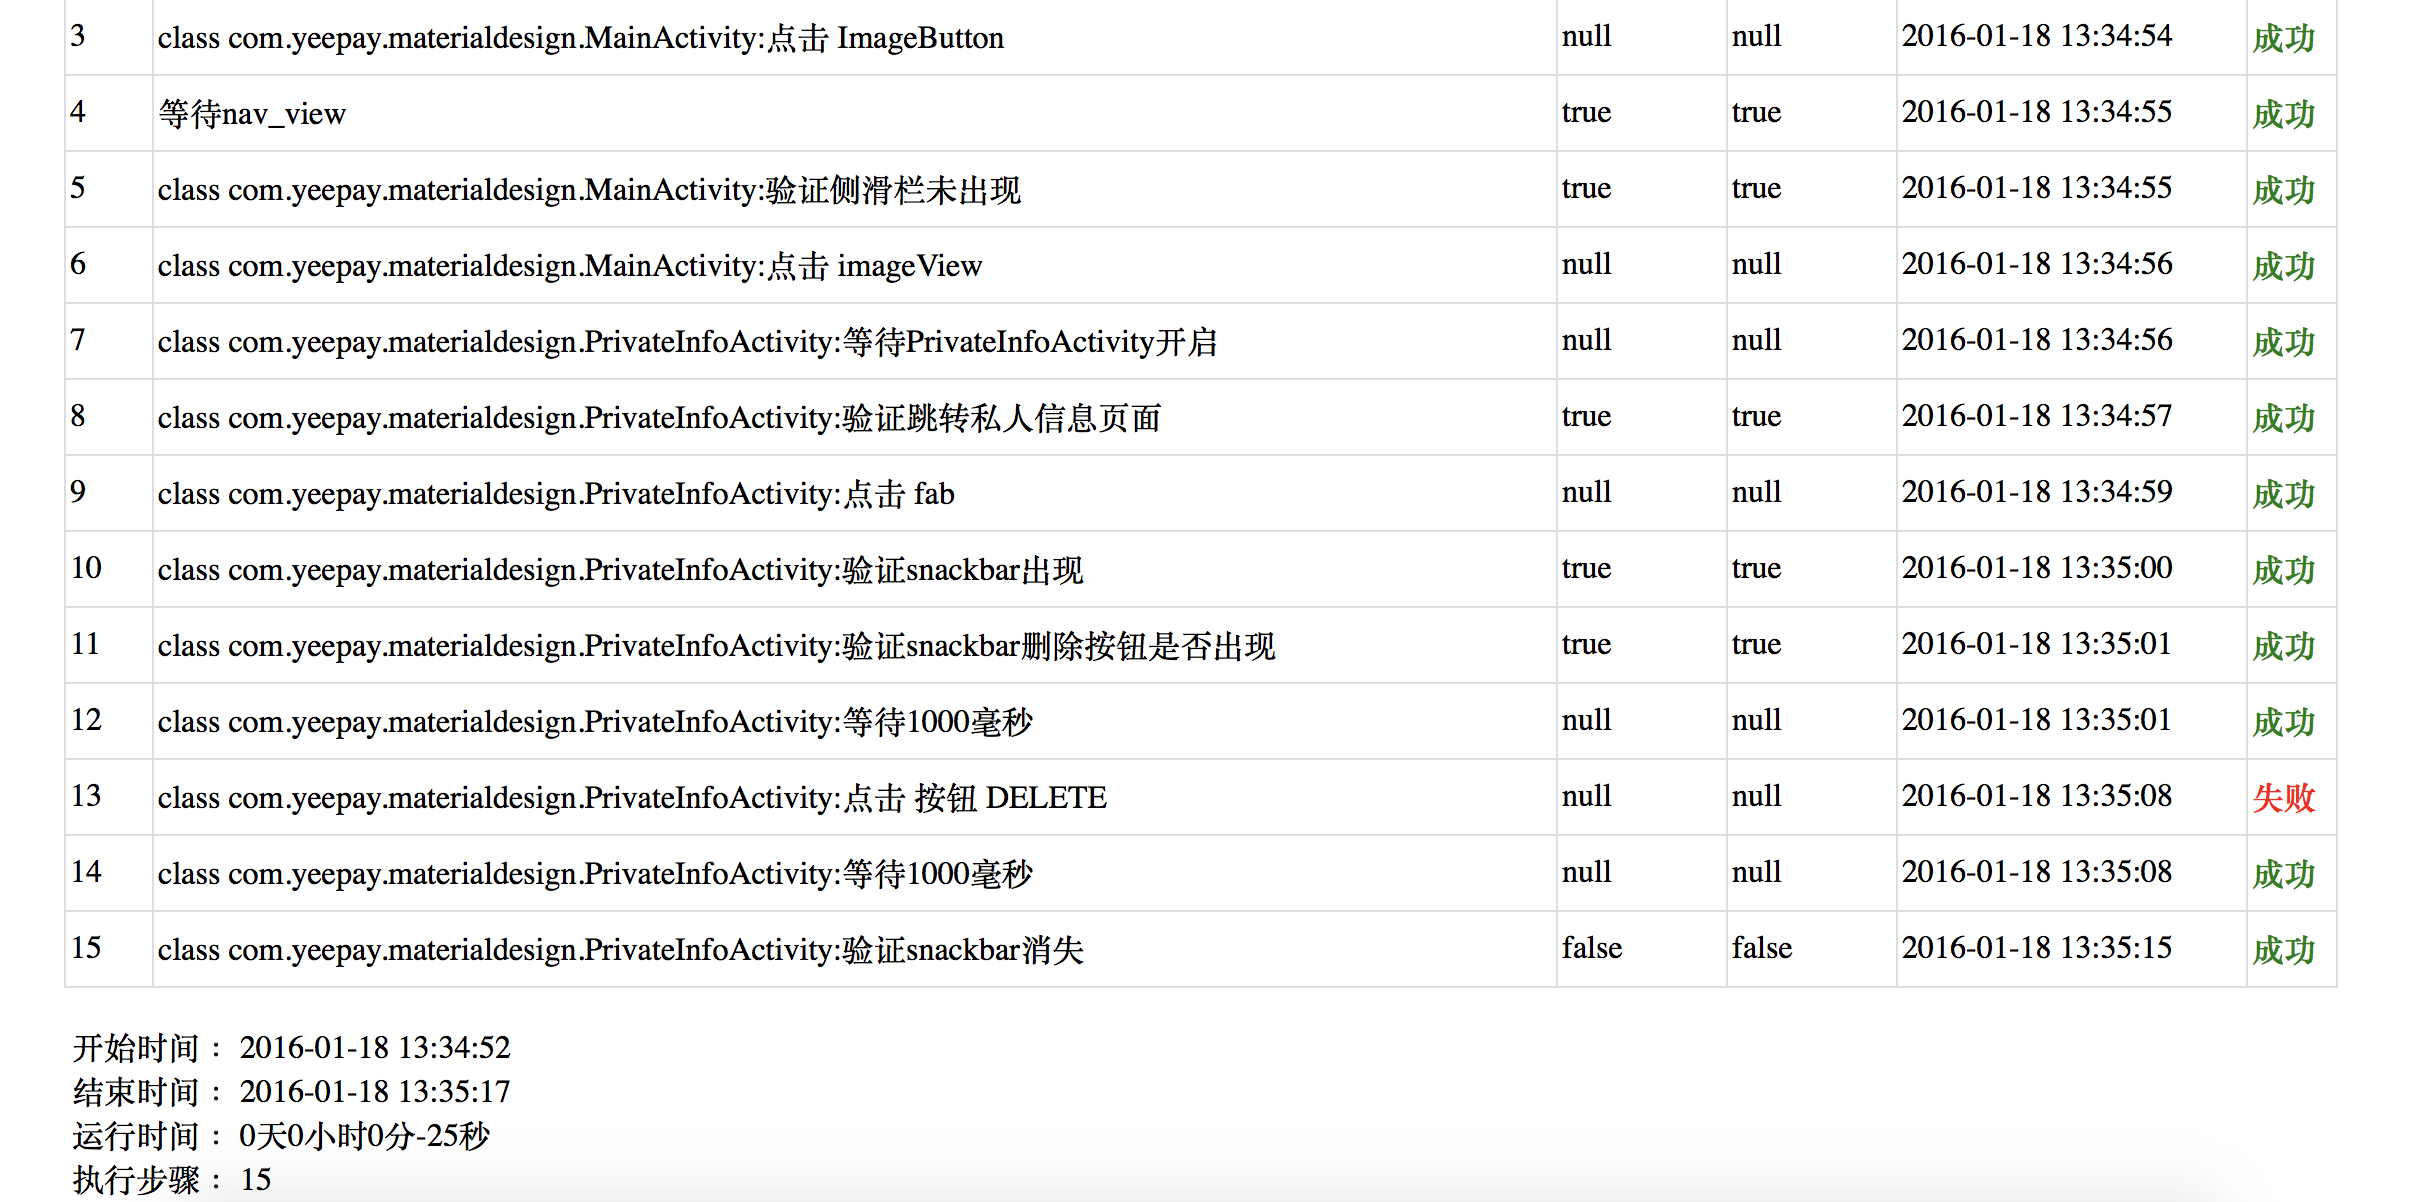 3 class com.yeepay.materialdesign.MainActivity:点击 ImageButton null null 2016-01-18 13:34:54 成功
4 等待nav_view true true 2016-01-18 13:34:55 成功
5 class com.yeepay.materialdesign.MainActivity:验证侧滑栏未出现 true true 2016-01-18 13:34:55 成功
6 class com.yeepay.materialdesign.MainActivity:点击 imageView null null 2016-01-18 13:34:56 成功
7 class com.yeepay.materialdesign.PrivateInfoActivity:等待PrivateInfoActivity开启 null null 2016-01-18 13:34:56 成功
8 class com.yeepay.materialdesign.PrivateInfoActivity:验证跳转私人信息页面 true true 2016-01-18 13:34:57 成功
9 class com.yeepay.materialdesign.PrivateInfoActivity:点击 fab null null 2016-01-18 13:34:59 成功
10 class com.yeepay.materialdesign.PrivateInfoActivity:验证snackbar出现 true true 2016-01-18 13:35:00 成功
11 class com.yeepay.materialdesign.PrivateInfoActivity:验证snackbar删除按钮是否出现 true true 2016-01-18 13:35:01 成功
12 class com.yeepay.materialdesign.PrivateInfoActivity:等待1000毫秒 null null 2016-01-18 13:35:01 成功
13 class com.yeepay.materialdesign.PrivateInfoActivity:点击 按钮 DELETE null null 2016-01-18 13:35:08 失败
14 class com.yeepay.materialdesign.PrivateInfoActivity:等待1000毫秒 null null 2016-01-18 13:35:08 成功
15 class com.yeepay.materialdesign.PrivateInfoActivity:验证snackbar消失 false false 2016-01-18 13:35:15 成功
开始时间： 2016-01-18 13:34:52
结束时间： 2016-01-18 13:35:17
运行时间： 0天0小时0分-25秒
执行步骤： 15